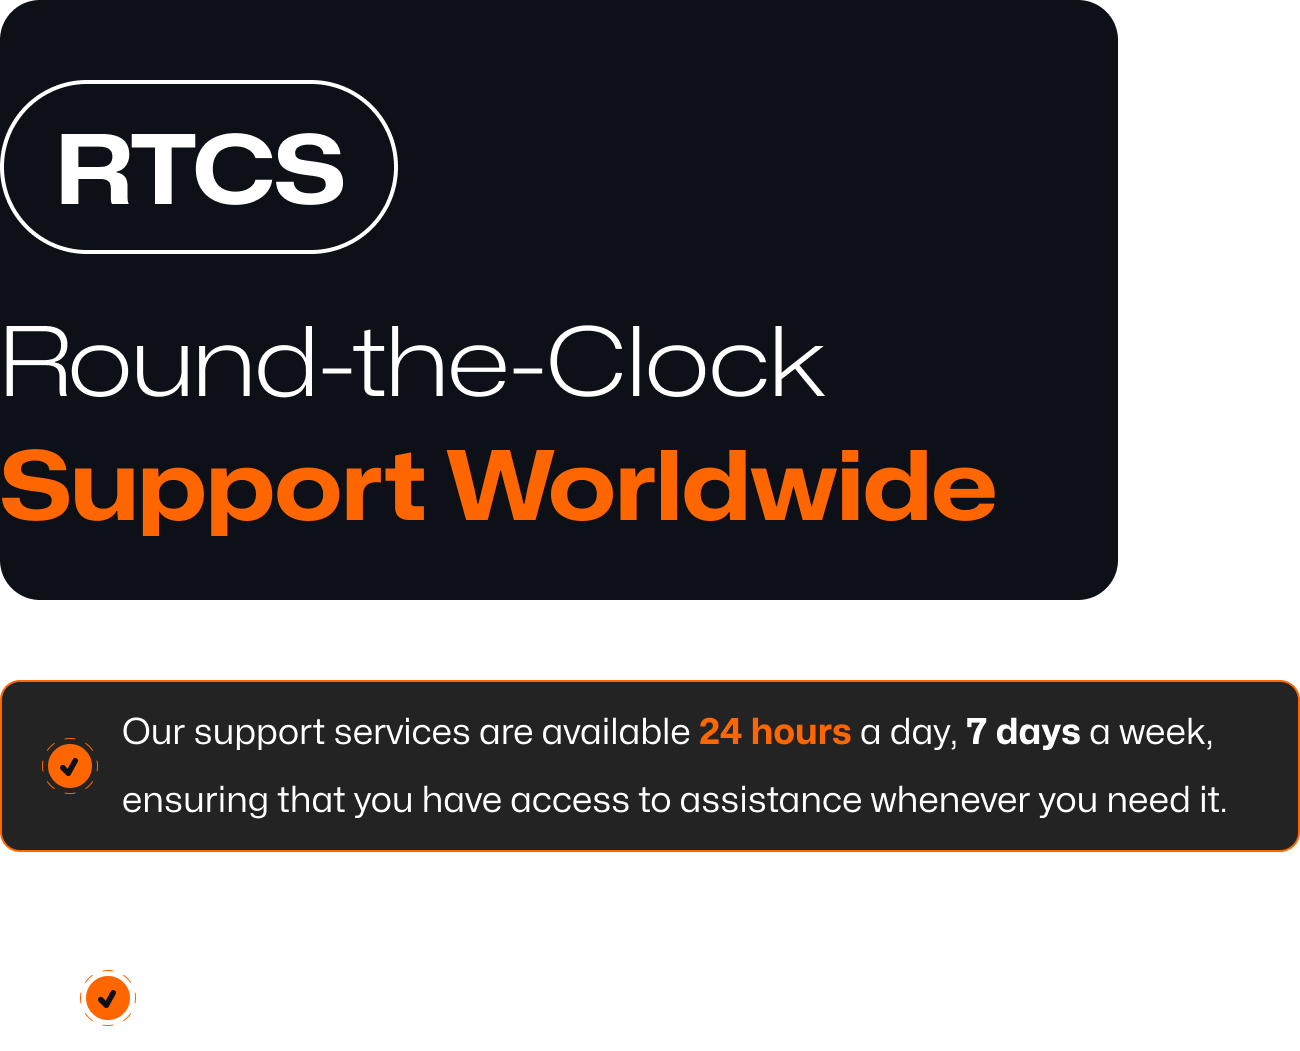 RTCS
Round-the-Clock
Support Worldwide
Our support services are available 24 hours a day, 7 days a week,
ensuring that you have access to assistance whenever you need it.